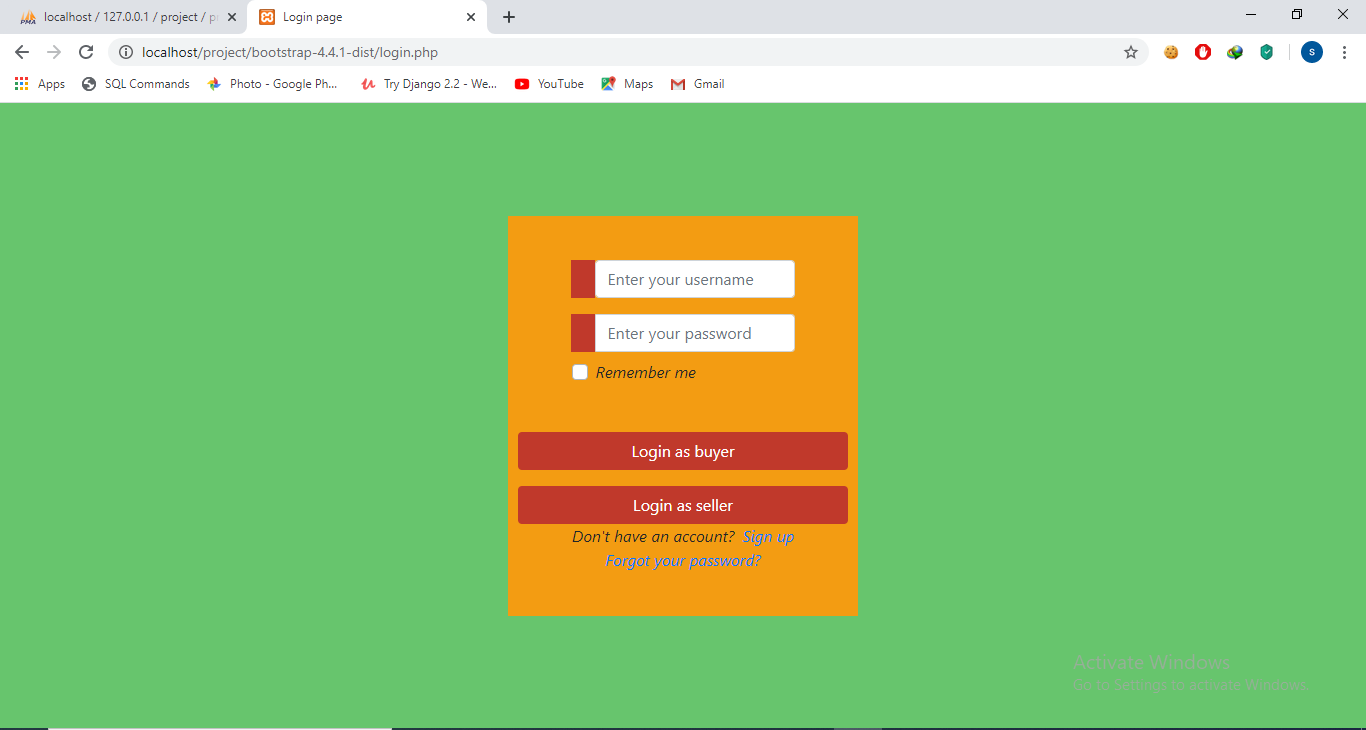 localhost / 127.0.0.1 / project / p
Login page
localhost/project/bootstrap-4.4.1-dist/login.php
S
Apps
SQL Commands
Photo - Google Ph...
Try Django 2.2 - We...
YouTube
Maps
Gmail
Enter your username
Enter your password
Remember me
Login as buyer
Login as seller
Don't have an account? Sign up
Forgot your password?
Activate Windows
Go to Settings to activate Windows.